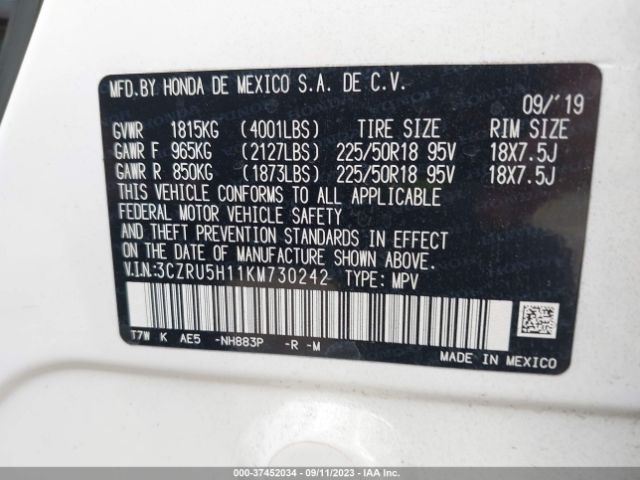 MFD.BY HONDA DE MEXICO S.A. DE C.V.
09/'19
GVWR 1815KG (4001LBS) TIRE SIZE RIM SIZE
GAWR F 965KG (2127LBS) 225/50R18 95V 18X7.5J
GAWR R 850KG (1873LBS) 225/50R18 95V 18X7.5J
THIS VEHICLE CONFORMS TO ALL APPLICABLE
FEDERAL MOTOR VEHICLE SAFETY
AND THEFT PREVENTION STANDARDS IN EFFECT
ON THE DATE OF MANUFACTURE SHOWN ABOVE.
V.I.N:3CZRU5H11KM730242 TYPE: MPV
T7W K AE5 -NH883P -R -M
MADE IN MEXICO
000-37452034 - 09/11/2023 - IAA Inc.